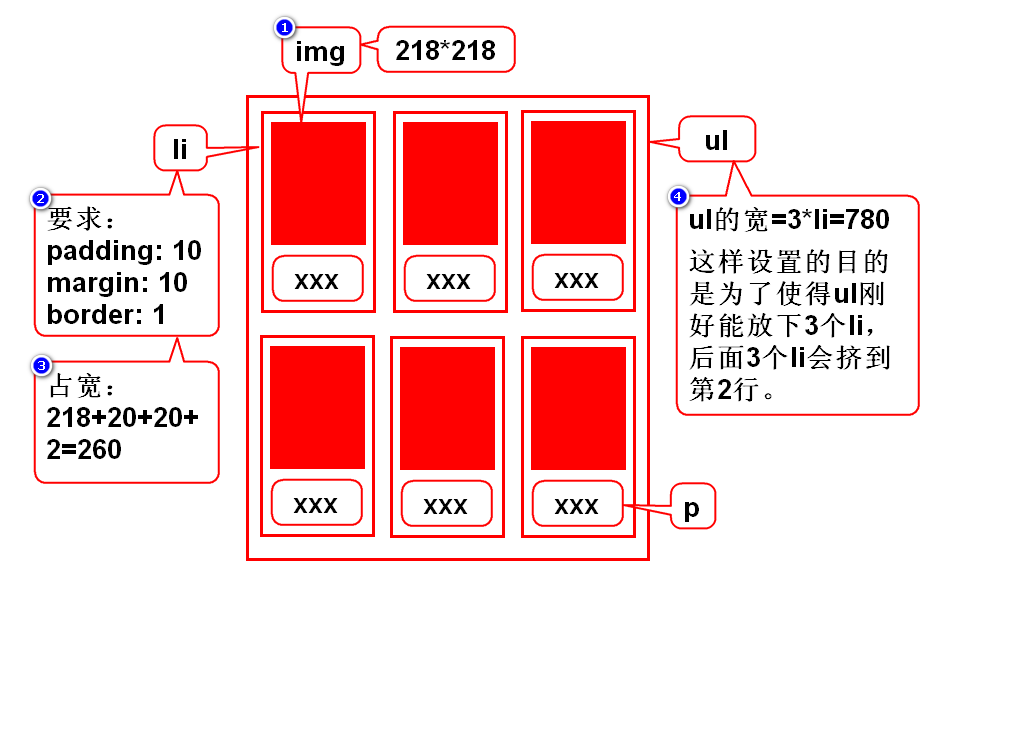 1
img
218*218
li
ul
2
要求：
padding: 10
margin: 10
border: 1
3
占宽：
218+20+20+
2=260
4
ul的宽=3*li=780
这样设置的目的
是为了使得ul刚
好能放下3个li，
后面3个li会挤到
第2行。
xxx
xxx
xxx
xxx
xxx
xxx
p